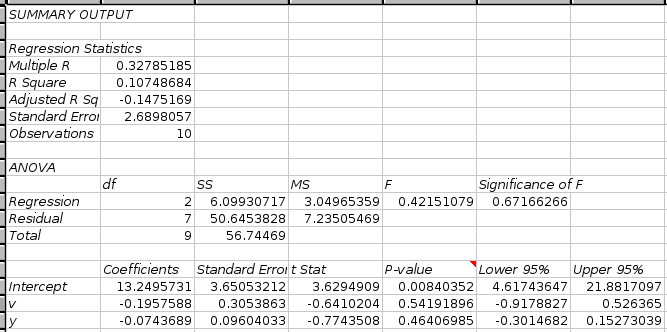 SUMMARY OUTPUT
Regression Statistics
Multiple R 0.32785185
R Square 0.10748684
Adjusted R Sq -0.1475169
Standard Error 2.6898057
Observations 10
ANOVA
df SS MS F Significance of F
Regression 2 6.09930717 3.04965359 0.42151079 0.67166266
Residual 7 50.6453828 7.23505469
Total 9 56.74469
Coefficients Standard Error t Stat P-value Lower 95% Upper 95%
Intercept 13.2495731 3.65053212 3.6294909 0.00840352 4.61743647 21.8817097
v -0.1957588 0.3053863 -0.6410204 0.54191896 -0.9178827 0.526365
y -0.0743689 0.09604033 -0.7743508 0.46406985 -0.3014682 0.15273039